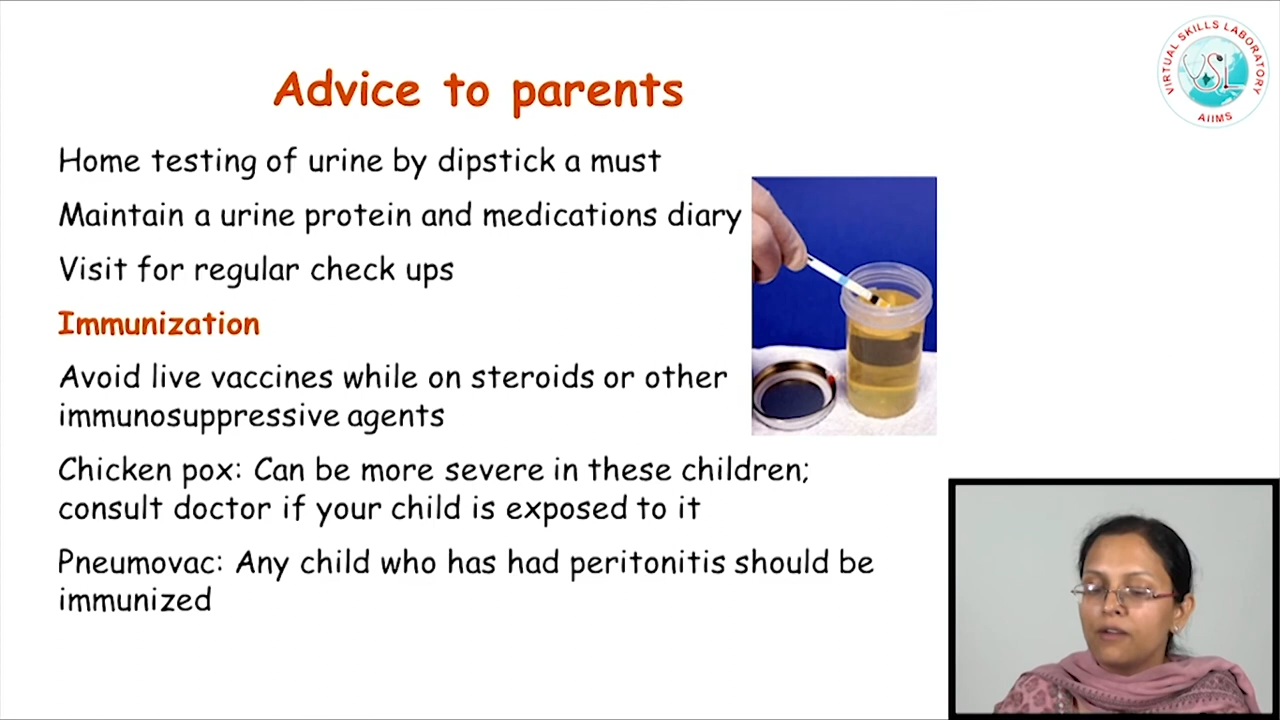 VIRTUAL SKILLS LABORATORY
VSL
AIIMS
Advice to parents
Home testing of urine by dipstick a must
Maintain a urine protein and medications diary
Visit for regular check ups
Immunization
Avoid live vaccines while on steroids or other
immunosuppressive agents
Chicken pox: Can be more severe in these children;
consult doctor if your child is exposed to it
Pneumovac: Any child who has had peritonitis should be
immunized